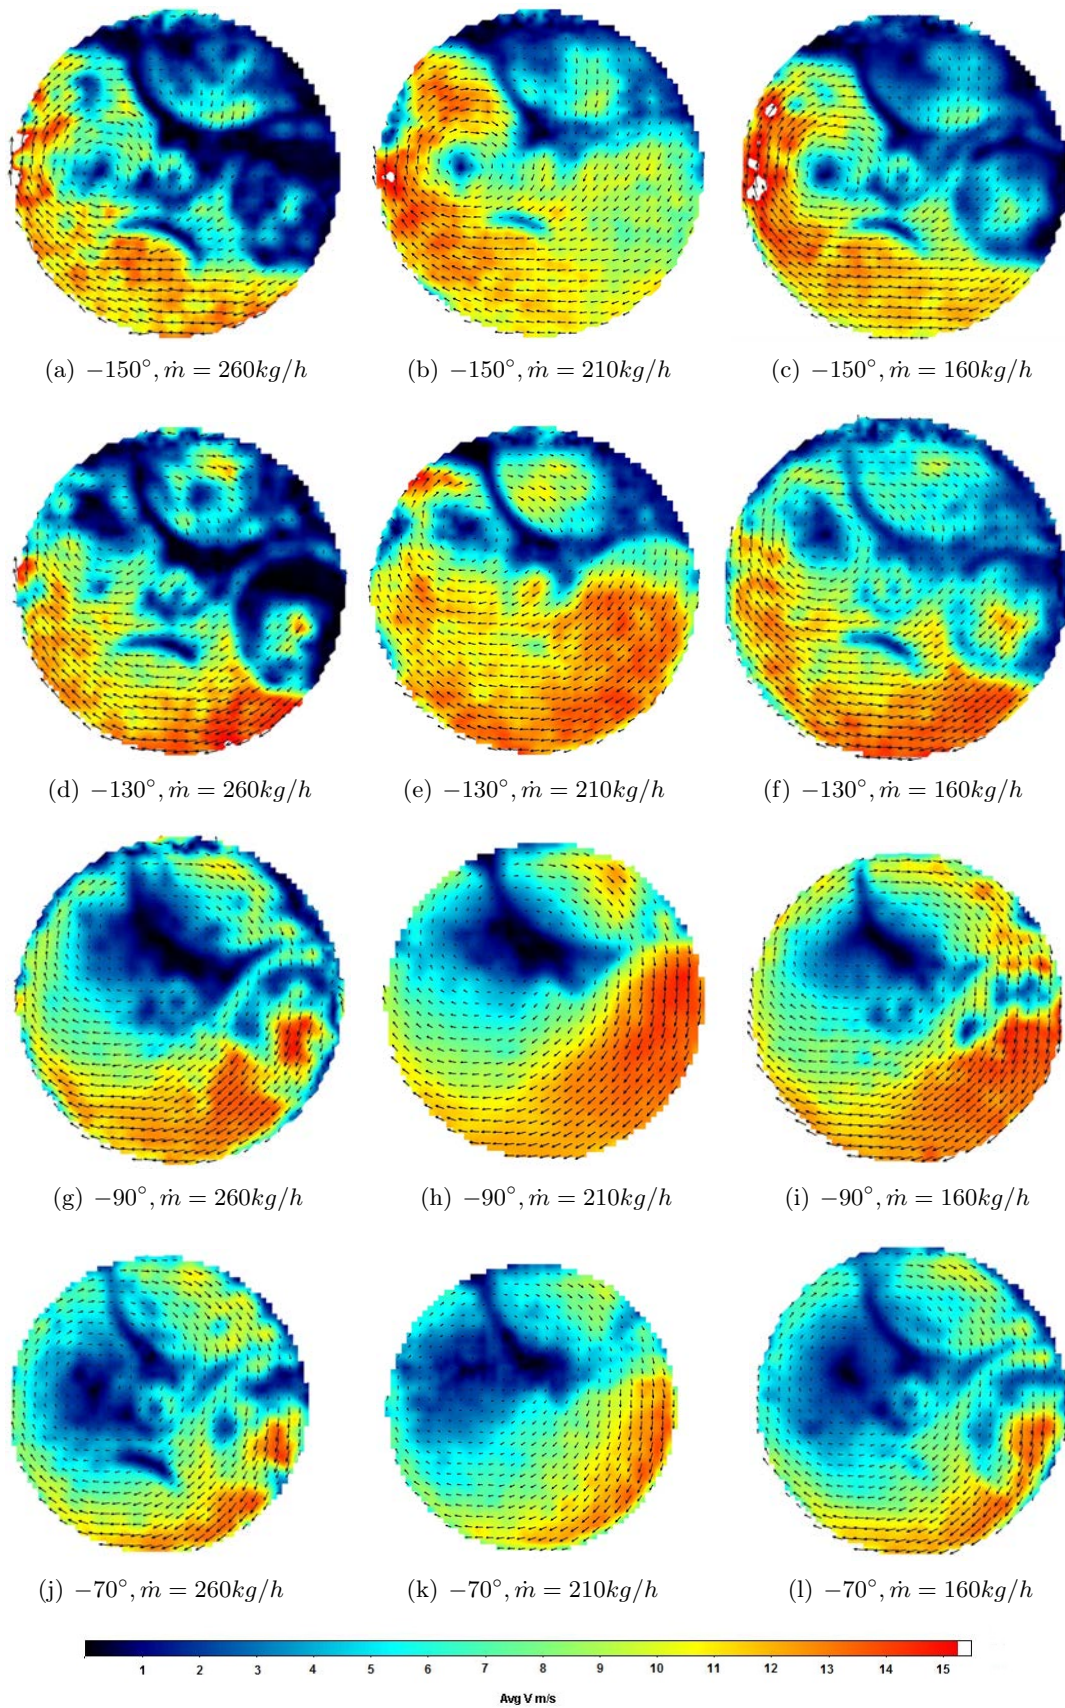 (a) −150°, ṁ = 260kg/h
(b) −150°, ṁ = 210kg/h
(c) −150°, ṁ = 160kg/h
(d) −130°, ṁ = 260kg/h
(e) −130°, ṁ = 210kg/h
(f) −130°, ṁ = 160kg/h
(g) −90°, ṁ = 260kg/h
(h) −90°, ṁ = 210kg/h
(i) −90°, ṁ = 160kg/h
(j) −70°, ṁ = 260kg/h
(k) −70°, ṁ = 210kg/h
(l) −70°, ṁ = 160kg/h
1 2 3 4 5 6 7 8 9 10 11 12 13 14 15
Avg V m/s